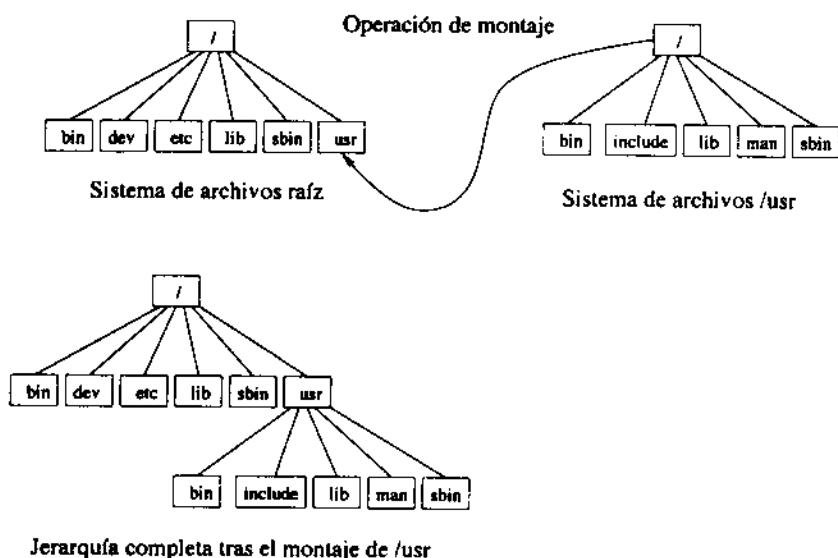 Operación de montaje
/
/
bin dev etc lib sbin usr
bin include lib man sbin
Sistema de archivos raíz
Sistema de archivos /usr
/
bin dev etc lib sbin usr
bin include lib man sbin
Jerarquía completa tras el montaje de /usr